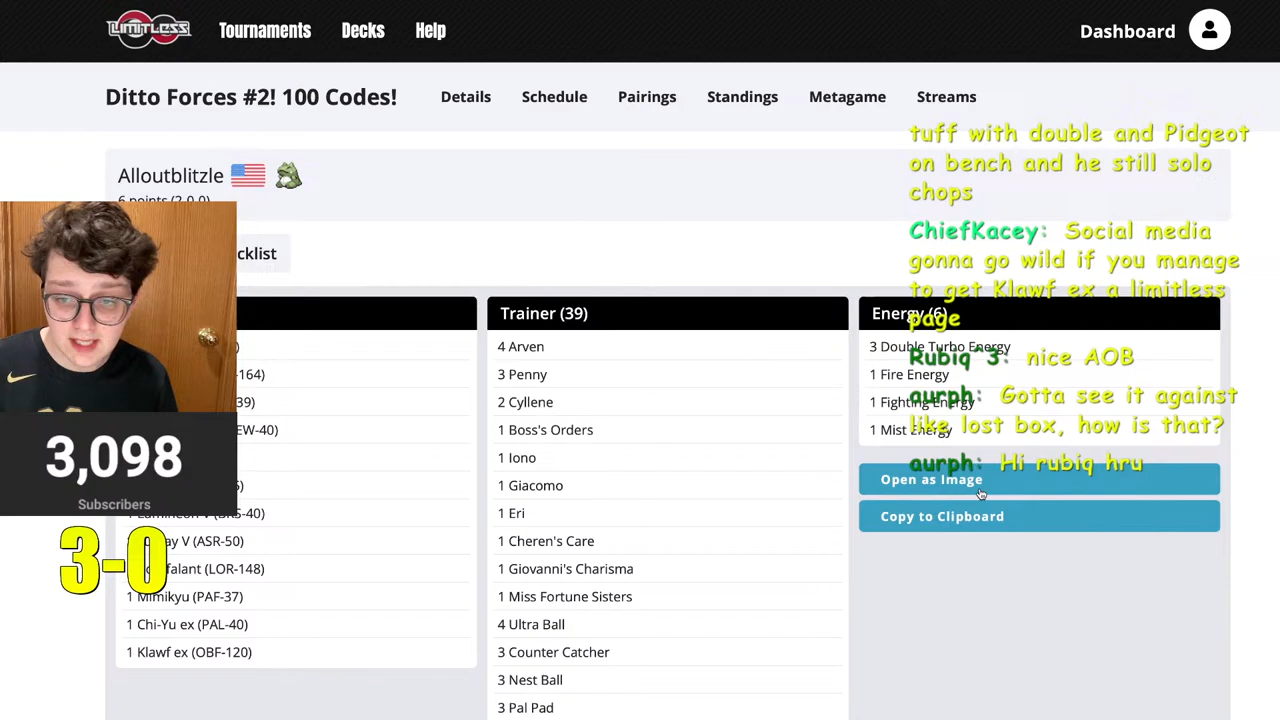 LIMITLESS
Tournaments
Decks
Help
Dashboard
Ditto Forces #2! 100 Codes!
Details
Schedule
Pairings
Standings
Metagame
Streams
tuff with double and Pidgeot
on bench and he still solo
chops
ChiefKacey: Social media
gonna go wild if you manage
to get Klawf ex a limitless
page
Rubiq^3: nice AOB
aurph: Gotta see it against
like lost box, how is that?
aurph: Hi rubiq hru
Alloutblitzle
6 points (2-0-0)
cklist
-164)
39)
EW-40)
Lumineon V (BRS-40)
V (ASR-50)
(LOR-148)
1 Mimikyu (PAF-37)
1 Chi-Yu ex (PAL-40)
1 Klawf ex (OBF-120)
3,098
Subscribers
3-0
Trainer (39)
4 Arven
3 Penny
2 Cyllene
1 Boss's Orders
1 Iono
1 Giacomo
1 Eri
1 Cheren's Care
1 Giovanni's Charisma
1 Miss Fortune Sisters
4 Ultra Ball
3 Counter Catcher
3 Nest Ball
3 Pal Pad
Energy (6)
3 Double Turbo Energy
1 Fire Energy
1 Fighting Energy
1 Mist Energy
Open as Image
Copy to Clipboard